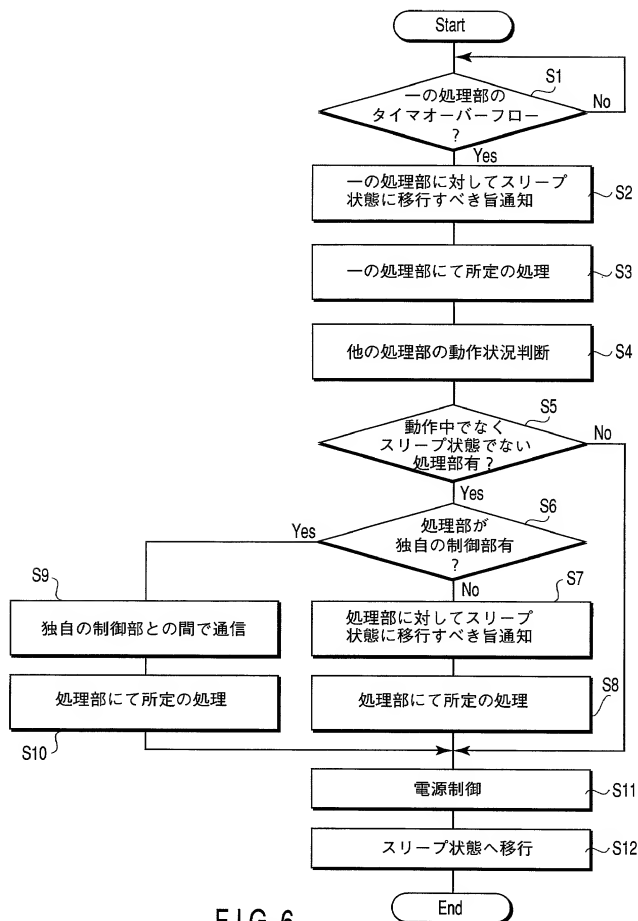 Start
S1
一の処理部の
タイマオーバーフロー
?
No
Yes
一の処理部に対してスリープ
状態に移行すべき旨通知
S2
一の処理部にて所定の処理
S3
他の処理部の動作状況判断
S4
S5
動作中でなく
スリープ状態でない
処理部有?
No
Yes
S6
処理部が
独自の制御部有
?
Yes
No
S9
独自の制御部との間で通信
S7
処理部に対してスリープ
状態に移行すべき旨通知
処理部にて所定の処理
S10
処理部にて所定の処理
S8
電源制御
S11
スリープ状態へ移行
S12
End
FIG. 6